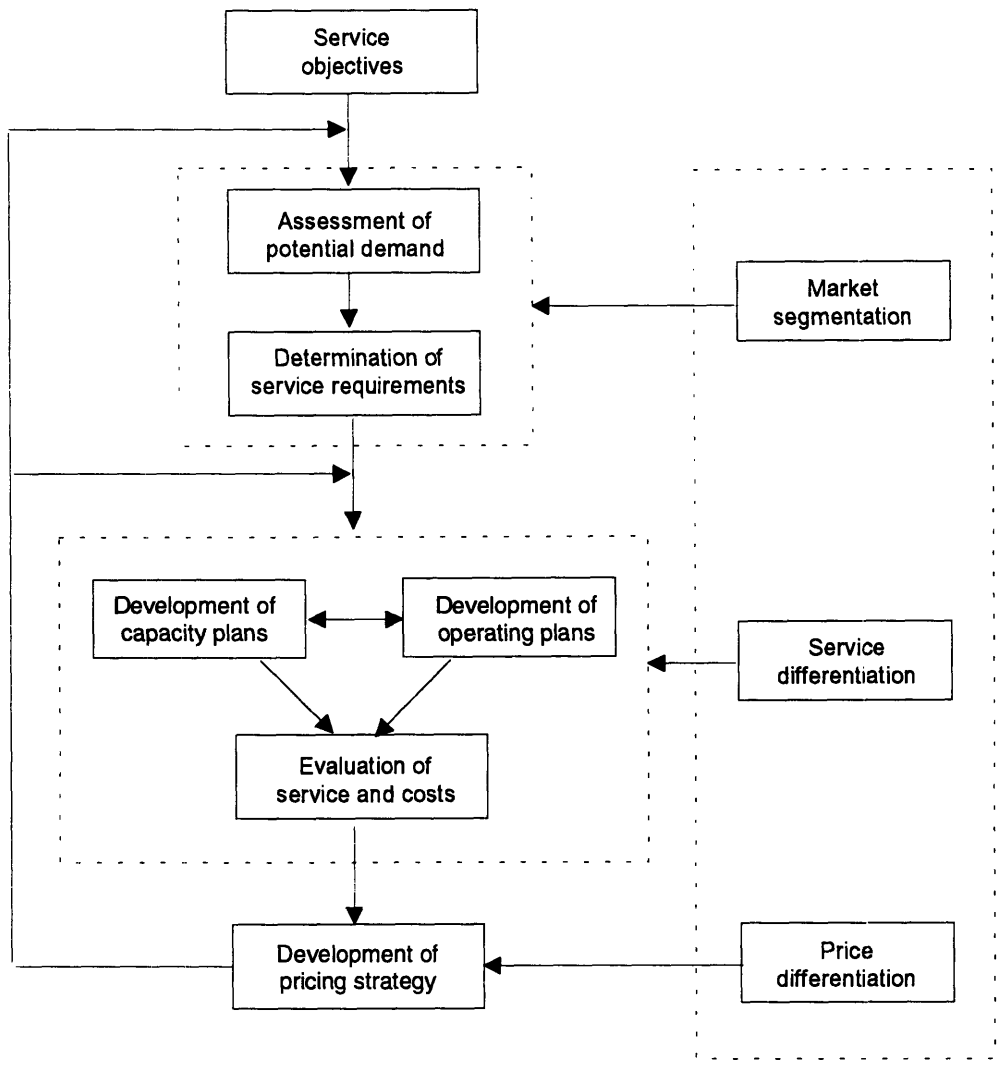 Service
objectives
Assessment of
potential demand
Market
segmentation
Determination of
service requirements
Development of
capacity plans
Development of
operating plans
Service
differentiation
Evaluation of
service and costs
Development of
pricing strategy
Price
differentiation